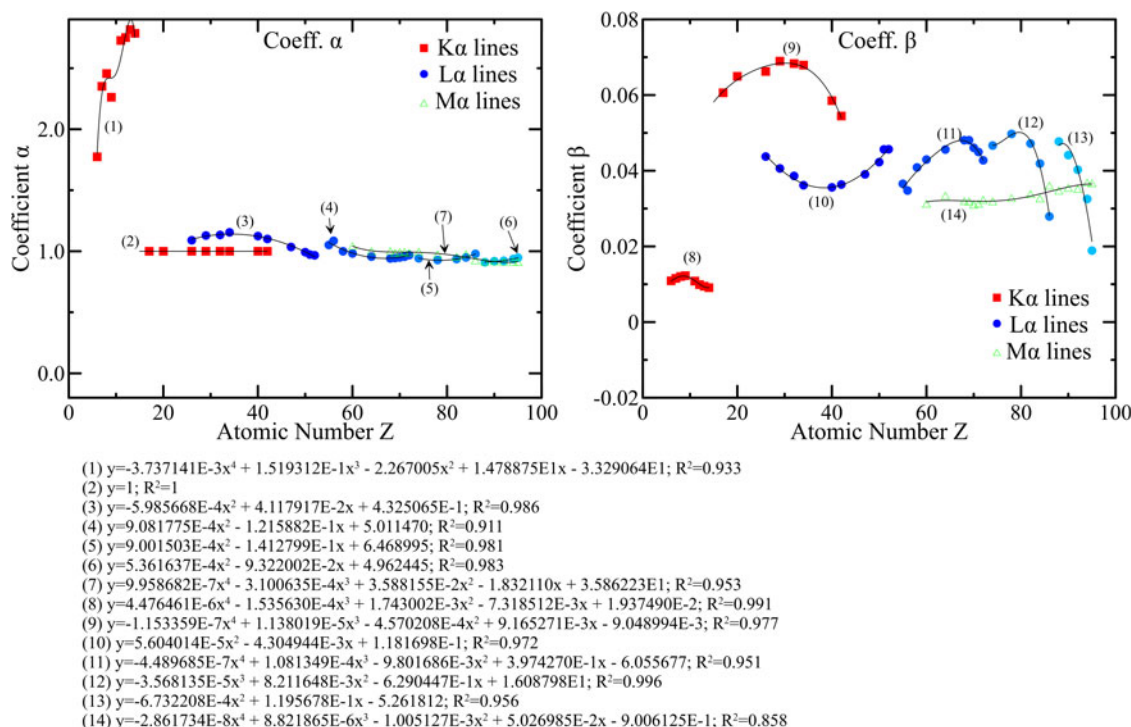 Coeff. α
Kα lines
Lα lines
Mα lines
(1)
(2)
(3)
(4)
(5)
(6)
(7)
2.0
1.0
0.0
0 20 40 60 80 100
Coefficient α
Atomic Number Z
Coeff. β
(8)
(9)
(10)
(11)
(12)
(13)
(14)
Kα lines
Lα lines
Mα lines
0.08
0.06
0.04
0.02
0
-0.02
0 20 40 60 80 100
Coefficient β
Atomic Number Z
(1) y=-3.737141E-3x⁴ + 1.519312E-1x³ - 2.267005x² + 1.478875E1x - 3.329064E1; R²=0.933
(2) y=1; R²=1
(3) y=-5.985668E-4x² + 4.117917E-2x + 4.325065E-1; R²=0.986
(4) y=9.081775E-4x² - 1.215882E-1x + 5.011470; R²=0.911
(5) y=9.001503E-4x² - 1.412799E-1x + 6.468995; R²=0.981
(6) y=5.361637E-4x² - 9.322002E-2x + 4.962445; R²=0.983
(7) y=9.958682E-7x⁴ - 3.100635E-4x³ + 3.588155E-2x² - 1.832110x + 3.586223E1; R²=0.953
(8) y=4.476461E-6x⁴ - 1.535630E-4x³ + 1.743002E-3x² - 7.318512E-3x + 1.937490E-2; R²=0.991
(9) y=-1.153359E-7x⁴ + 1.138019E-5x³ - 4.570208E-4x² + 9.165271E-3x - 9.048994E-3; R²=0.977
(10) y=5.604014E-5x² - 4.304944E-3x + 1.181698E-1; R²=0.972
(11) y=-4.489685E-7x⁴ + 1.081349E-4x³ - 9.801686E-3x² + 3.974270E-1x - 6.055677; R²=0.951
(12) y=-3.568135E-5x³ + 8.211648E-3x² - 6.290447E-1x + 1.608798E1; R²=0.996
(13) y=-6.732208E-4x² + 1.195678E-1x - 5.261812; R²=0.956
(14) y=-2.861734E-8x⁴ + 8.821865E-6x³ - 1.005127E-3x² + 5.026985E-2x - 9.006125E-1; R²=0.858